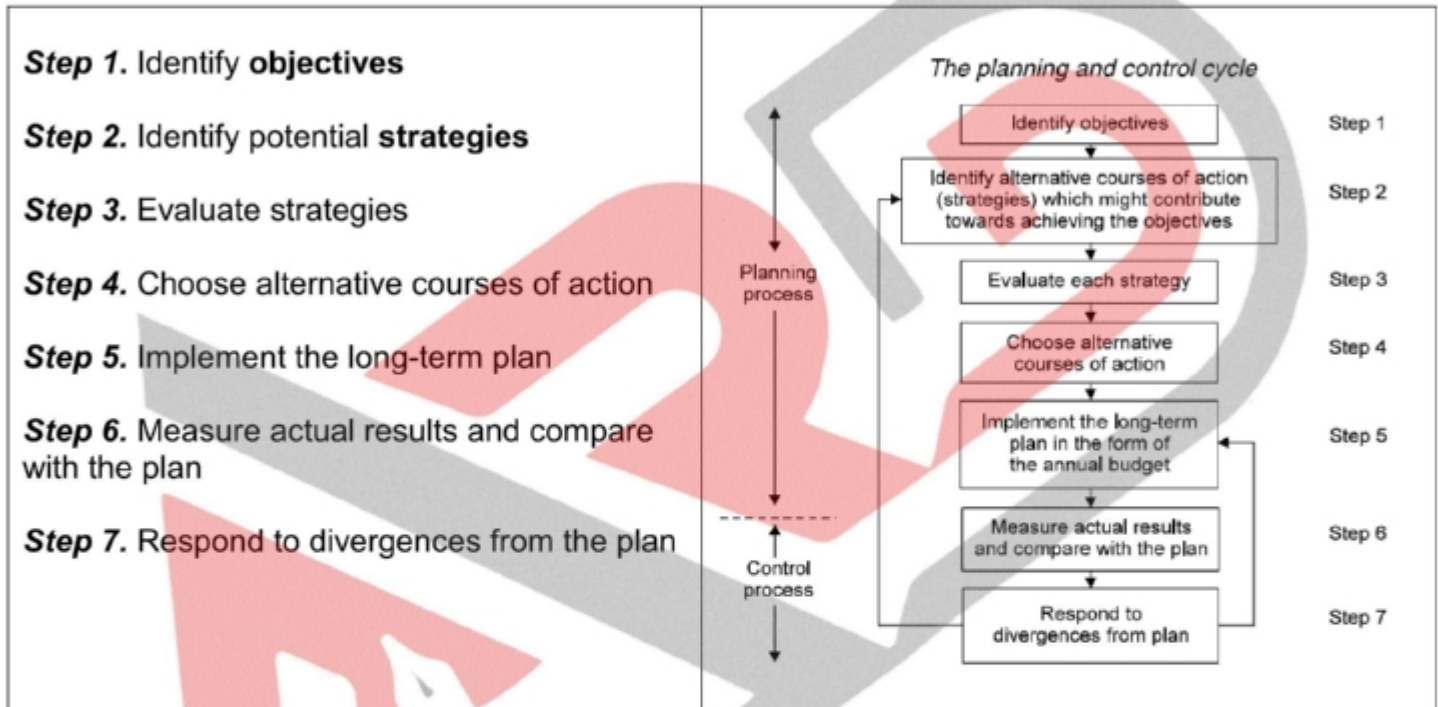 Step 1. Identify objectives
Step 2. Identify potential strategies
Step 3. Evaluate strategies
Step 4. Choose alternative courses of action
Step 5. Implement the long-term plan
Step 6. Measure actual results and compare
with the plan
Step 7. Respond to divergences from the plan
The planning and control cycle
Identify objectives
Step 1
Identify alternative courses of action
(strategies) which might contribute
towards achieving the objectives
Step 2
Planning
process
Evaluate each strategy
Step 3
Choose alternative
courses of action
Step 4
Implement the long-term
plan in the form of
the annual budget
Step 5
Measure actual results
and compare with the plan
Step 6
Control
process
Respond to
divergences from plan
Step 7